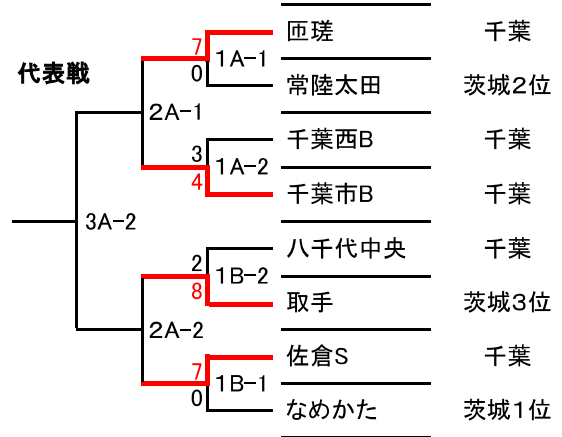 代表戦
7
1A-1
0
匝瑳 千葉
常陸太田 茨城2位
2A-1
3
1A-2
4
千葉西B 千葉
千葉市B 千葉
3A-2
2
1B-2
8
八千代中央 千葉
取手 茨城3位
2A-2
7
1B-1
0
佐倉S 千葉
なめかた 茨城1位